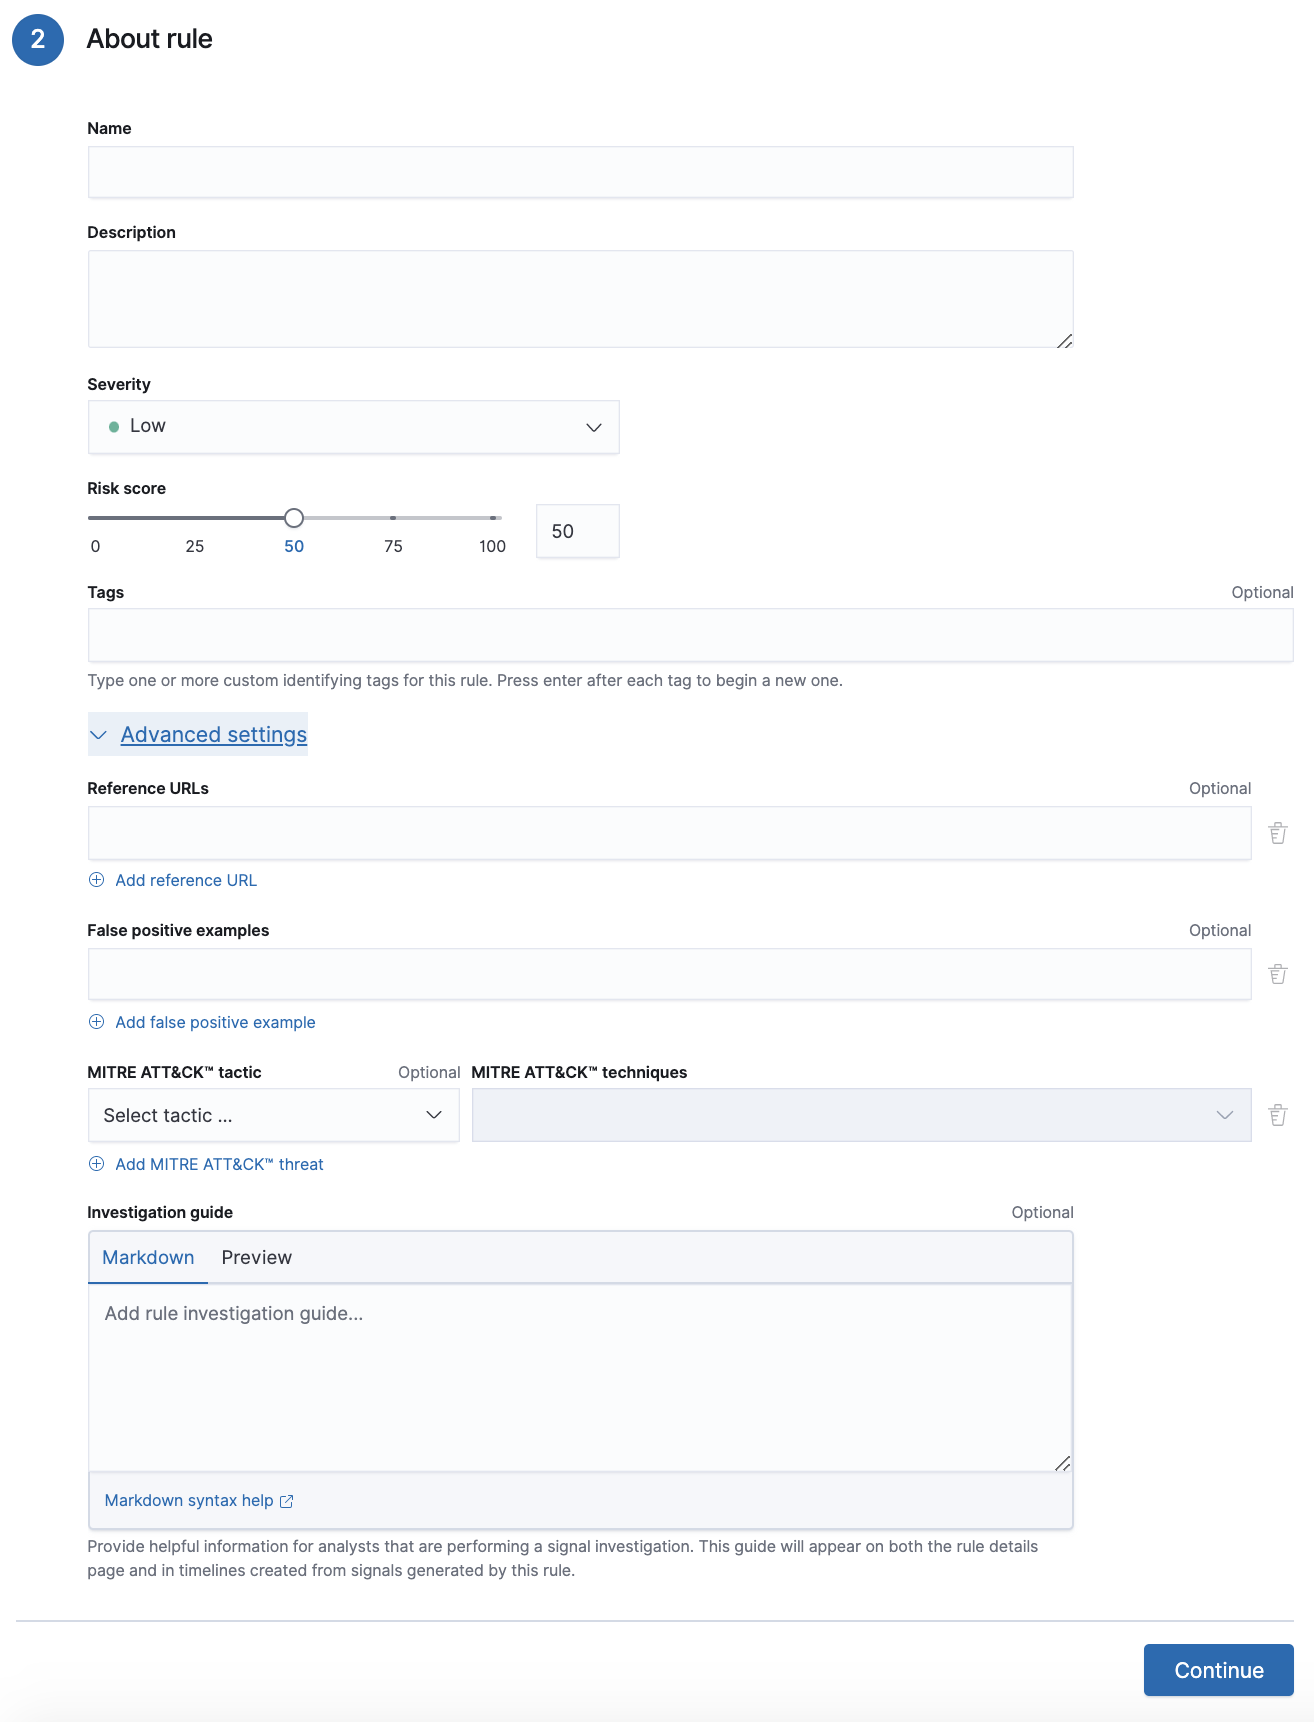 2 About rule
Name
Description
Severity
Low
Risk score
50
0 25 50 75 100
Tags Optional
Type one or more custom identifying tags for this rule. Press enter after each tag to begin a new one.
Advanced settings
Reference URLs Optional
Add reference URL
False positive examples Optional
Add false positive example
MITRE ATT&CK™ tactic Optional MITRE ATT&CK™ techniques
Select tactic ...
Add MITRE ATT&CK™ threat
Investigation guide Optional
Markdown Preview
Add rule investigation guide...
Markdown syntax help
Provide helpful information for analysts that are performing a signal investigation. This guide will appear on both the rule details
page and in timelines created from signals generated by this rule.
Continue